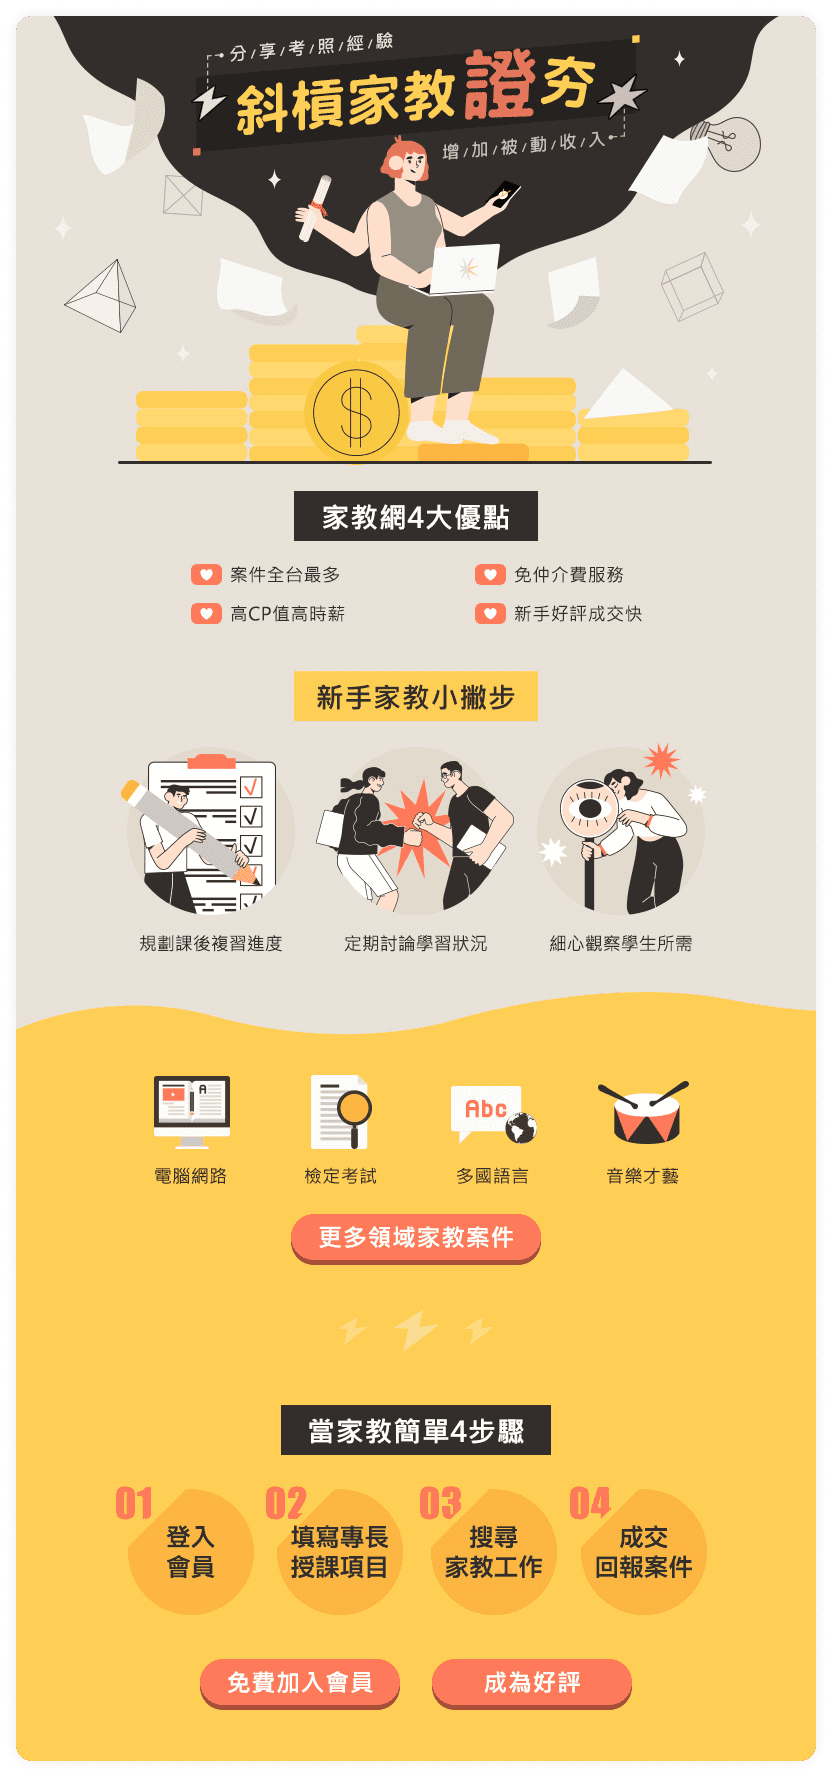 分/享/考/照/經/驗
斜槓家教證夯
增/加/被/動/收/入
家教網4大優點
案件全台最多
免仲介費服務
高CP值高時薪
新手好評成交快
新手家教小撇步
規劃課後複習進度
定期討論學習狀況
細心觀察學生所需
A
Abc
電腦網路
檢定考試
多國語言
音樂才藝
更多領域家教案件
當家教簡單4步驟
01
登入
會員
02
填寫專長
授課項目
03
搜尋
家教工作
04
成交
回報案件
免費加入會員
成為好評